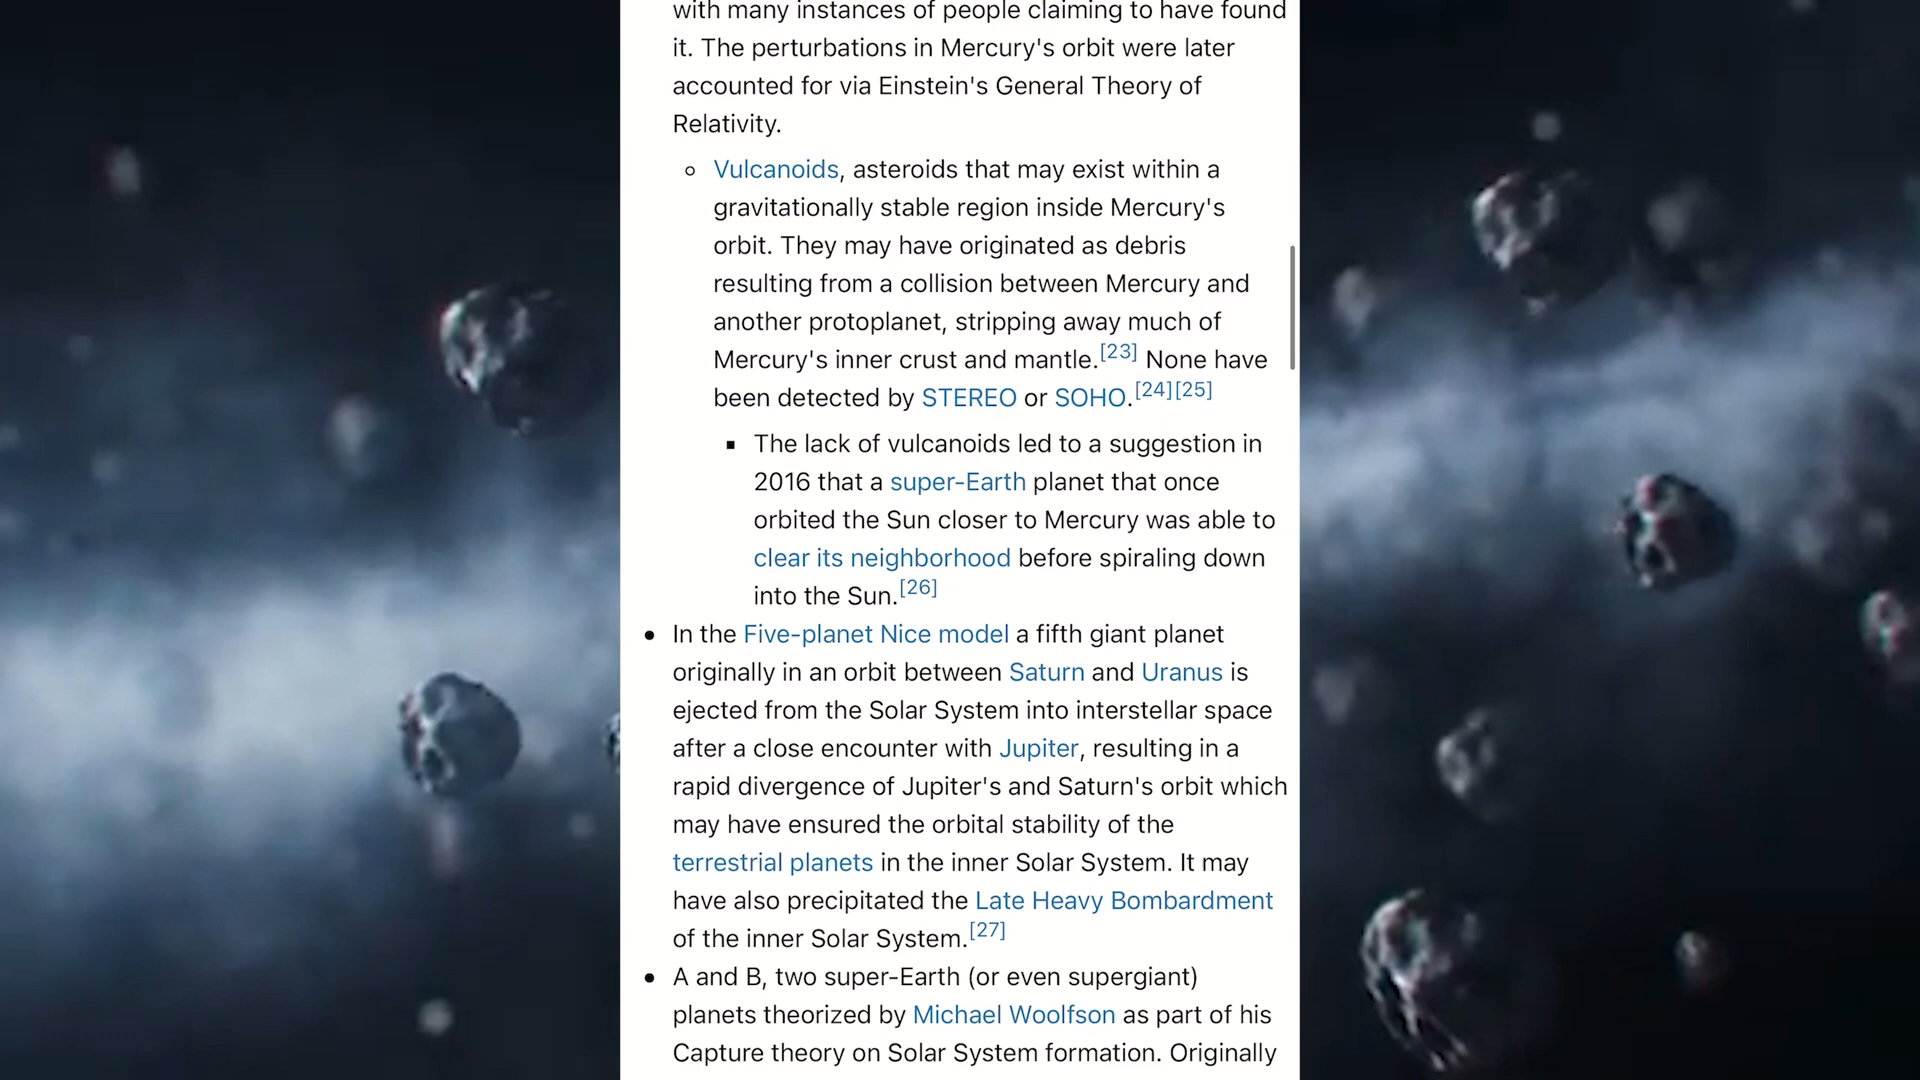 with many instances of people claiming to have found
it. The perturbations in Mercury's orbit were later
accounted for via Einstein's General Theory of
Relativity.
Vulcanoids, asteroids that may exist within a
gravitationally stable region inside Mercury's
orbit. They may have originated as debris
resulting from a collision between Mercury and
another protoplanet, stripping away much of
Mercury's inner crust and mantle.[23] None have
been detected by STEREO or SOHO.[24][25]
The lack of vulcanoids led to a suggestion in
2016 that a super-Earth planet that once
orbited the Sun closer to Mercury was able to
clear its neighborhood before spiraling down
into the Sun.[26]
In the Five-planet Nice model a fifth giant planet
originally in an orbit between Saturn and Uranus is
ejected from the Solar System into interstellar space
after a close encounter with Jupiter, resulting in a
rapid divergence of Jupiter's and Saturn's orbit which
may have ensured the orbital stability of the
terrestrial planets in the inner Solar System. It may
have also precipitated the Late Heavy Bombardment
of the inner Solar System.[27]
A and B, two super-Earth (or even supergiant)
planets theorized by Michael Woolfson as part of his
Capture theory on Solar System formation. Originally